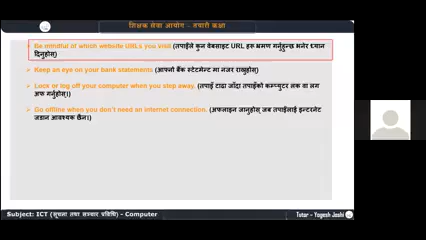 शिक्षक सेवा आयोग - तयारी कक्षा
➢ Be mindful of which website URLs you visit (तपाईंले कुन वेबसाइट URL हरू भ्रमण गर्नुहुन्छ भनेर ध्यान
दिनुहोस्)
➢ Keep an eye on your bank statements (आफ्नो बैंक स्टेटमेन्ट मा नजर राख्नुहोस्)
➢ Lock or log off your computer when you step away. (तपाईं टाढा जाँदा तपाईंको कम्प्युटर लक वा लग
अफ गर्नुहोस्।)
➢ Go offline when you don't need an internet connection. (अफलाइन जानुहोस् जब तपाईंलाई इन्टरनेट
जडान आवश्यक छैन।)
Subject: ICT (सूचना तथा सञ्चार प्रविधि) - Computer
Tutor – Yogesh Joshi